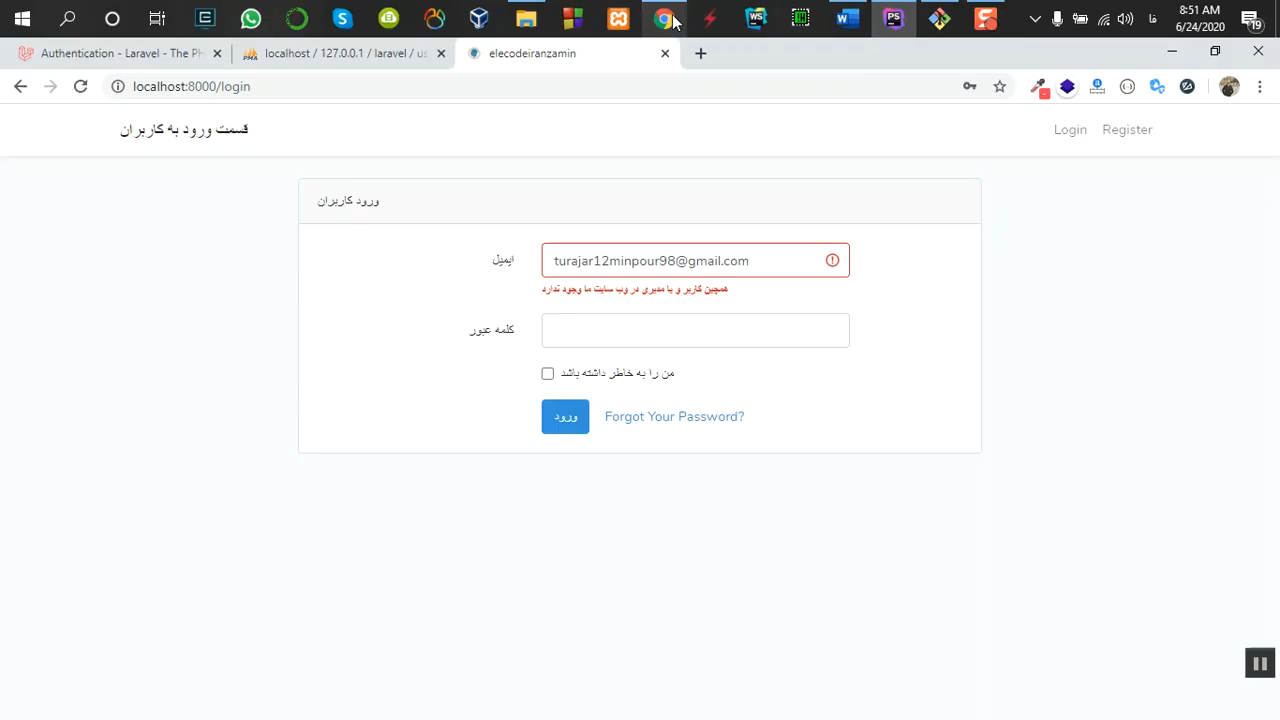 8:51 AM
6/24/2020
فا
19
Authentication - Laravel - The PH
localhost / 127.0.0.1 / laravel / us
elecodeiranzamin
localhost:8000/login
قسمت ورود به کاربران
Login Register
ورود کاربران
ایمیل
turajar12minpour98@gmail.com
همچین کاربر و یا مدیری در وب سایت ما وجود ندارد
کلمه عبور
من را به خاطر داشته باشد
ورود
Forgot Your Password?